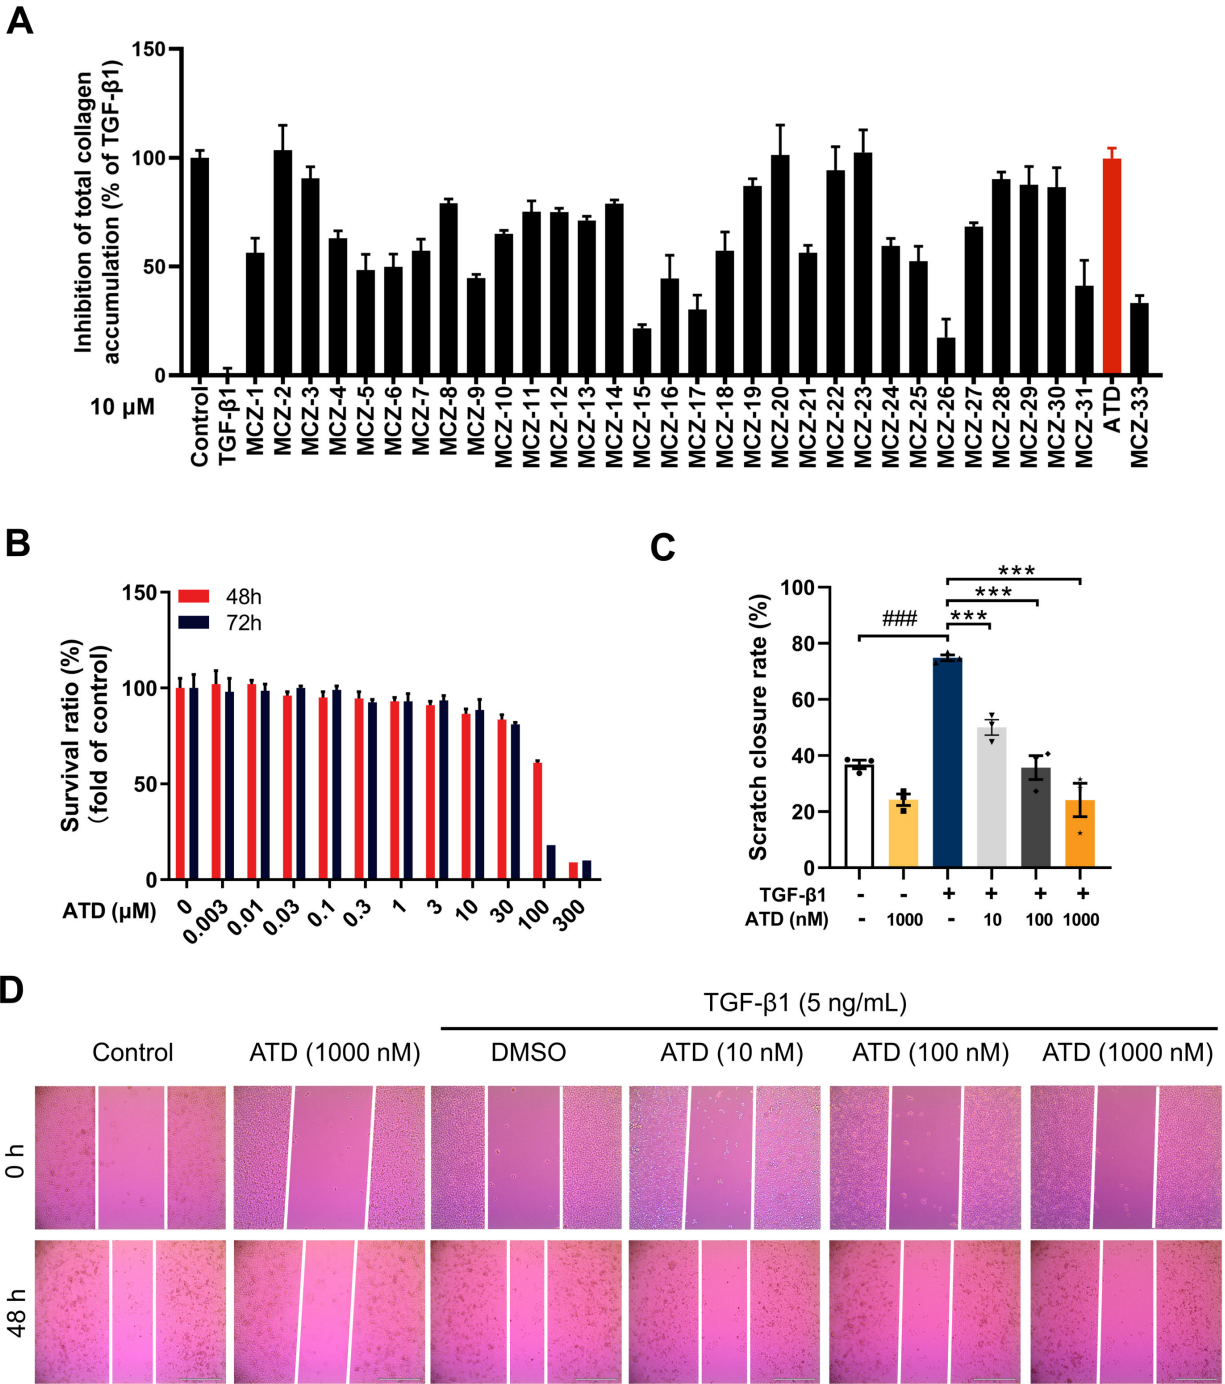 A
Inhibition of total collagen
accumulation (% of TGF-β1)
150
100
50
0
10 μM
Control
TGF-β1
MCZ-1
MCZ-2
MCZ-3
MCZ-4
MCZ-5
MCZ-6
MCZ-7
MCZ-8
MCZ-9
MCZ-10
MCZ-11
MCZ-12
MCZ-13
MCZ-14
MCZ-15
MCZ-16
MCZ-17
MCZ-18
MCZ-19
MCZ-20
MCZ-21
MCZ-22
MCZ-23
MCZ-24
MCZ-25
MCZ-26
MCZ-27
MCZ-28
MCZ-29
MCZ-30
MCZ-31
ATD
MCZ-33
B
Survival ratio (%)
(fold of control)
150
100
50
0
48h
72h
ATD (μM)
0
0.003
0.01
0.03
0.1
0.3
1
3
10
30
100
300
C
Scratch closure rate (%)
100
80
60
40
20
0
###
***
***
***
TGF-β1 - - + + + +
ATD (nM) - 1000 - 10 100 1000
D
TGF-β1 (5 ng/mL)
Control ATD (1000 nM) DMSO ATD (10 nM) ATD (100 nM) ATD (1000 nM)
0 h
48 h